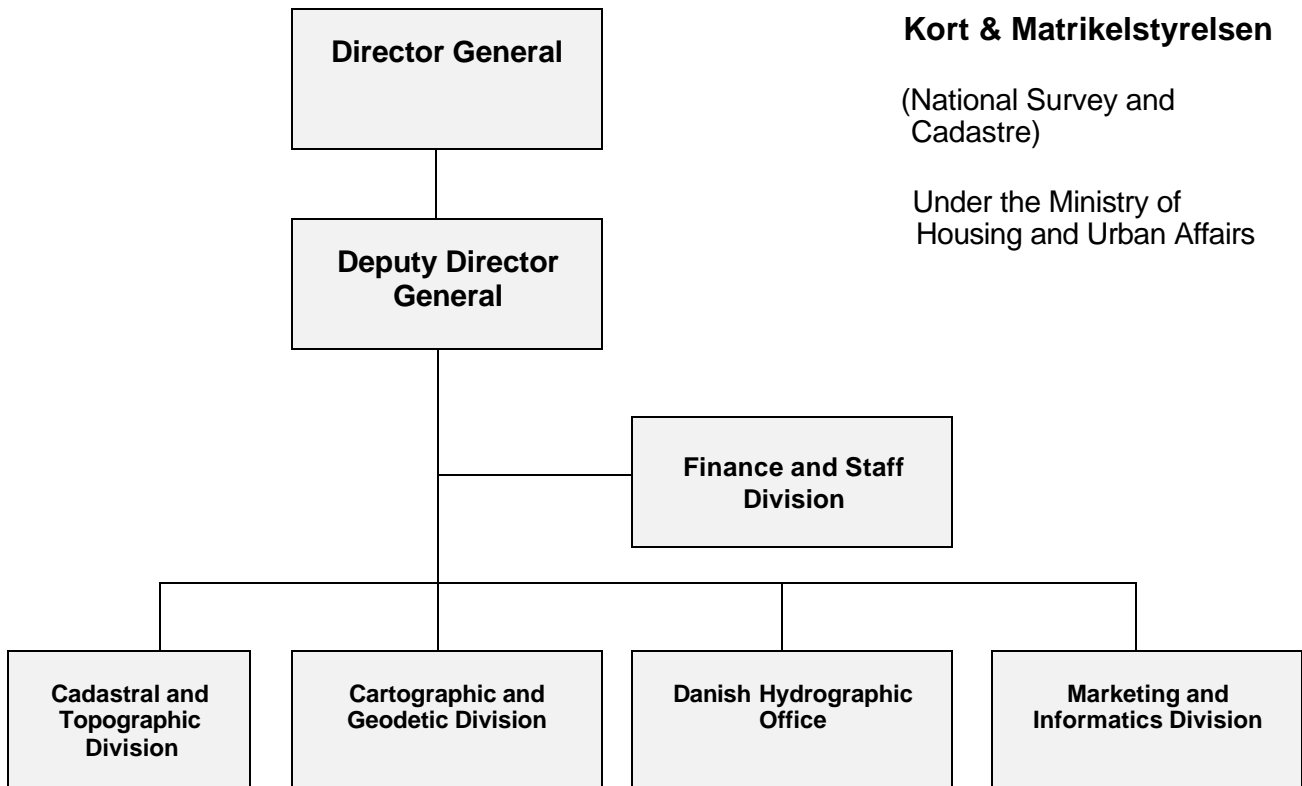 Director General
Kort & Matrikelstyrelsen
(National Survey and
Cadastre)
Under the Ministry of
Housing and Urban Affairs
Deputy Director
General
Finance and Staff
Division
Cadastral and
Topographic
Division
Cartographic and
Geodetic Division
Danish Hydrographic
Office
Marketing and
Informatics Division